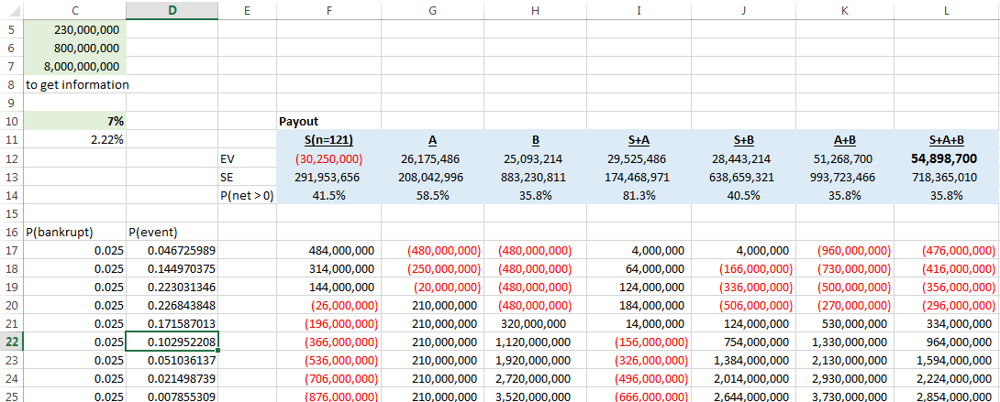 C D E F G H I J K L
5 230,000,000
6 800,000,000
7 8,000,000,000
8 to get information
9
10 7% Payout
11 2.22% S(n=121) A B S+A S+B A+B S+A+B
12 EV (30,250,000) 26,175,486 25,093,214 29,525,486 28,443,214 51,268,700 54,898,700
13 SE 291,953,656 208,042,996 883,230,811 174,468,971 638,659,321 993,723,466 718,365,010
14 P(net > 0) 41.5% 58.5% 35.8% 81.3% 40.5% 35.8% 35.8%
15
16 P(bankrupt) P(event)
17 0.025 0.046725989 484,000,000 (480,000,000) (480,000,000) 4,000,000 4,000,000 (960,000,000) (476,000,000)
18 0.025 0.144970375 314,000,000 (250,000,000) (480,000,000) 64,000,000 (166,000,000) (730,000,000) (416,000,000)
19 0.025 0.223031346 144,000,000 (20,000,000) (480,000,000) 124,000,000 (336,000,000) (500,000,000) (356,000,000)
20 0.025 0.226843848 (26,000,000) 210,000,000 (480,000,000) 184,000,000 (506,000,000) (270,000,000) (296,000,000)
21 0.025 0.171587013 (196,000,000) 210,000,000 320,000,000 14,000,000 124,000,000 530,000,000 334,000,000
22 0.025 0.102952208 (366,000,000) 210,000,000 1,120,000,000 (156,000,000) 754,000,000 1,330,000,000 964,000,000
23 0.025 0.051036137 (536,000,000) 210,000,000 1,920,000,000 (326,000,000) 1,384,000,000 2,130,000,000 1,594,000,000
24 0.025 0.021498739 (706,000,000) 210,000,000 2,720,000,000 (496,000,000) 2,014,000,000 2,930,000,000 2,224,000,000
25 0.025 0.007855309 (876,000,000) 210,000,000 3,520,000,000 (666,000,000) 2,644,000,000 3,730,000,000 2,854,000,000